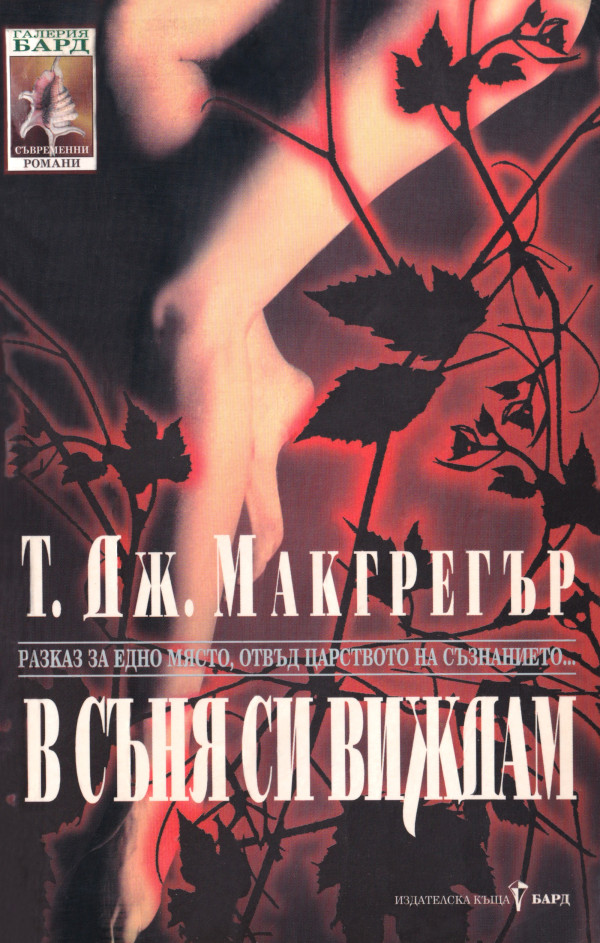 ГАЛЕРИЯ
БАРД
СЪВРЕМЕННИ
РОМАНИ
Т. ДЖ. МАКГРЕГЪР
РАЗКАЗ ЗА ЕДНО МЯСТО, ОТВЪД ЦАРСТВОТО НА СЪЗНАНИЕТО...
В СЪНЯ СИ ВИЖДАМ
ИЗДАТЕЛСКА КЪЩА БАРД